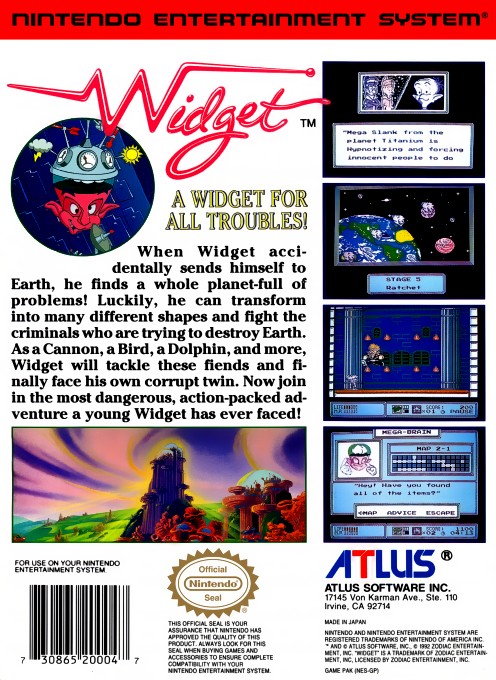 NINTENDO ENTERTAINMENT SYSTEM®
Widget ™
A WIDGET FOR
ALL TROUBLES!
When Widget acci-
dentally sends himself to
Earth, he finds a whole planet-full of
problems! Luckily, he can transform
into many different shapes and fight the
criminals who are trying to destroy Earth.
As a Cannon, a Bird, a Dolphin, and more,
Widget will tackle these fiends and fi-
nally face his own corrupt twin. Now join
in the most dangerous, action-packed ad-
venture a young Widget has ever faced!
"Mega Slank from the
planet Titanium is
Hypnotizing and forcing
innocent people to do
STAGE 5
Ratchet
SCORE: 200
×01 PAUSE
MEGA-BRAIN
MAP 2-1
"Hey! Have you found
all of the items?"
MAP ADVICE ESCAPE
SCORE: 1100
×02 04:13
FOR USE ON YOUR NINTENDO
ENTERTAINMENT SYSTEM.
7 30865 20004 7
Official
Nintendo®
Seal
THIS OFFICIAL SEAL IS YOUR
ASSURANCE THAT NINTENDO HAS
APPROVED THE QUALITY OF THIS
PRODUCT. ALWAYS LOOK FOR THIS
SEAL WHEN BUYING GAMES AND
ACCESSORIES TO ENSURE COMPLETE
COMPATIBILITY WITH YOUR
NINTENDO ENTERTAINMENT SYSTEM.
ATLUS®
ATLUS SOFTWARE INC.
17145 Von Karman Ave., Ste. 110
Irvine, CA 92714
MADE IN JAPAN
NINTENDO AND NINTENDO ENTERTAINMENT SYSTEM ARE
REGISTERED TRADEMARKS OF NINTENDO OF AMERICA INC.
™ AND © ATLUS SOFTWARE, INC., © 1992 ZODIAC ENTERTAIN-
MENT, INC. "WIDGET" IS A TRADEMARK OF ZODIAC ENTERTAIN-
MENT, INC, LICENSED BY ZODIAC ENTERTAINMENT, INC.
GAME PAK (NES-GP)